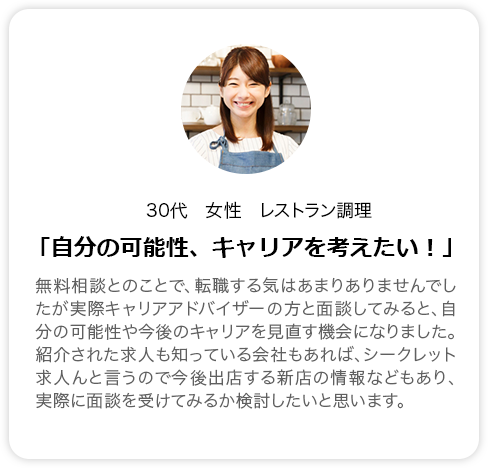 30代　女性　レストラン調理
「自分の可能性、キャリアを考えたい！」
無料相談とのことで、転職する気はあまりありませんでし
たが実際キャリアアドバイザーの方と面談してみると、自
分の可能性や今後のキャリアを見直す機会になりました。
紹介された求人も知っている会社もあれば、シークレット
求人んと言うので今後出店する新店の情報などもあり、
実際に面談を受けてみるか検討したいと思います。